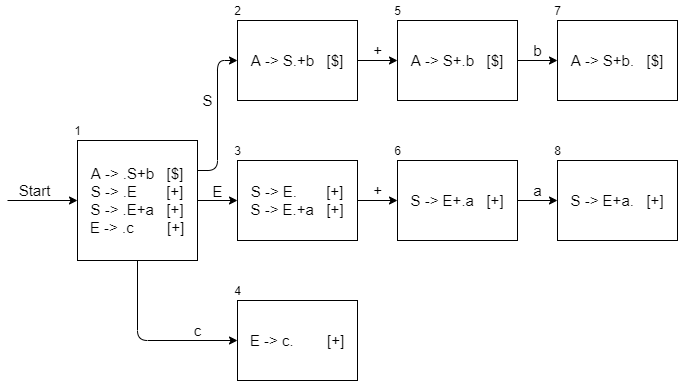 2
A -> S.+b [$]
+
5
A -> S+.b [$]
b
7
A -> S+b. [$]
S
1
A -> .S+b [$]
S -> .E [+]
S -> .E+a [+]
E -> .c [+]
Start
E
3
S -> E. [+]
S -> E.+a [+]
+
6
S -> E+.a [+]
a
8
S -> E+a. [+]
c
4
E -> c. [+]